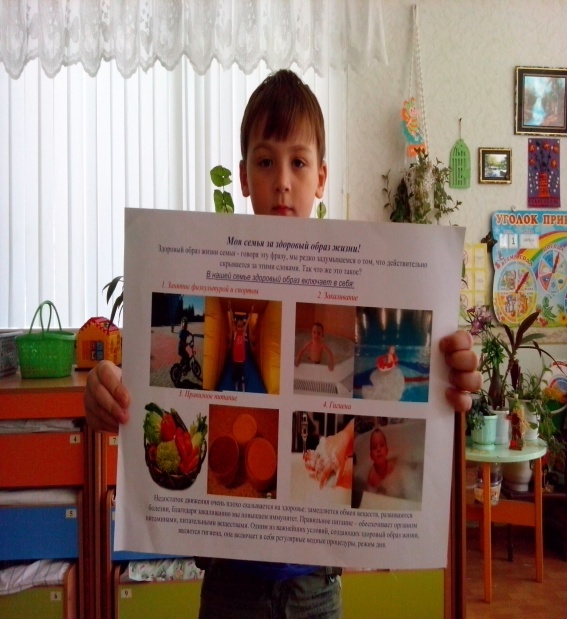 Моя семья за здоровый образ жизни!
Здоровый образ жизни семьи - говоря эту фразу, мы редко задумываемся о том, что действительно
скрывается за этими словами. Так что же это такое?
В нашей семье здоровый образ включает в себя:
1. Занятие физкультурой и спортом
2. Закаливание
3. Правильное питание
4. Гигиена
Недостаток движения очень плохо сказывается на здоровье: замедляется обмен веществ, развиваются
болезни, благодаря закаливанию мы повышаем иммунитет. Правильное питание – обеспечивает организм
витаминами, питательными веществами. Одним из важнейших условий, создающих здоровый образ жизни,
является гигиена, она включает в себя регулярные водные процедуры, режим дня.
УГОЛОК ПРИ